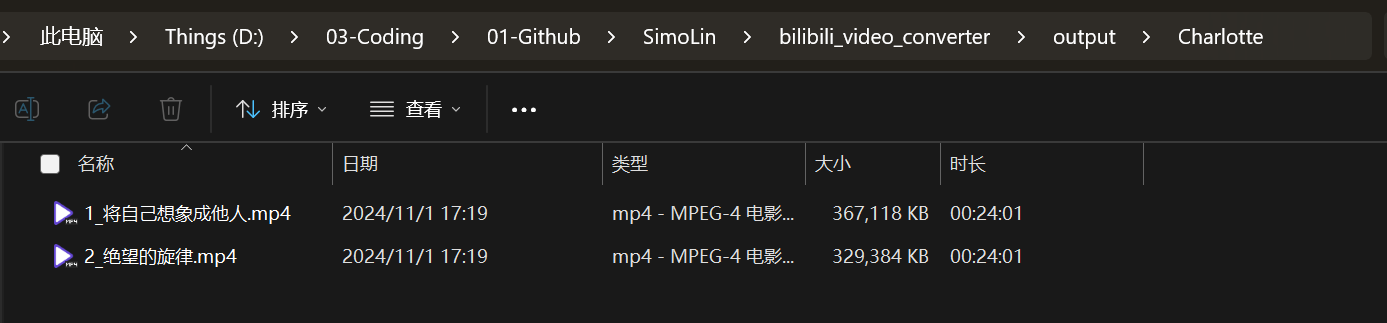 此电脑 > Things (D:) > 03-Coding > 01-Github > SimoLin > bilibili_video_converter > output > Charlotte
排序 查看 •••
名称 日期 类型 大小 时长
1_将自己想象成他人.mp4 2024/11/1 17:19 mp4 - MPEG-4 电影... 367,118 KB 00:24:01
2_绝望的旋律.mp4 2024/11/1 17:19 mp4 - MPEG-4 电影... 329,384 KB 00:24:01